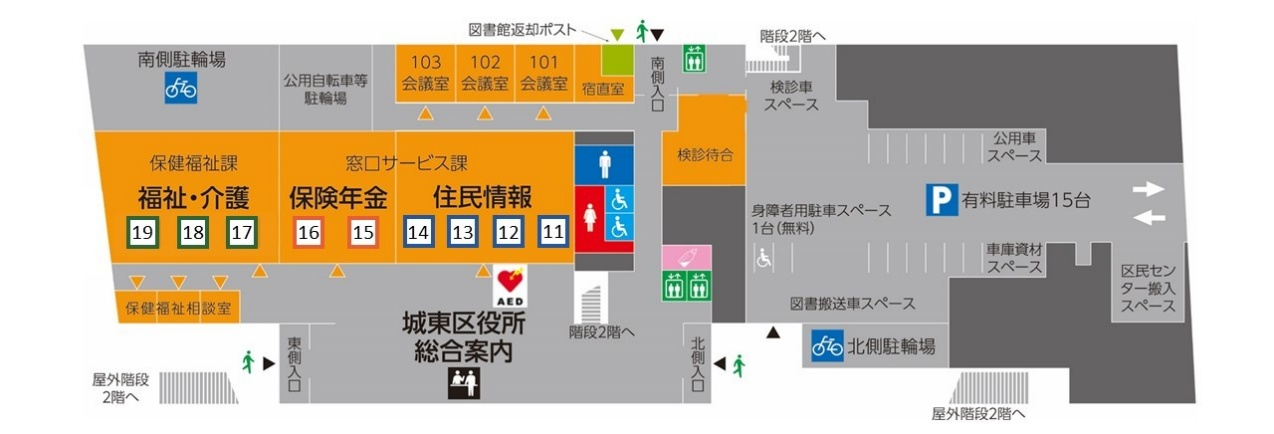 図書館返却ポスト
階段2階へ
南側駐輪場
公用自転車等
駐輪場
103
会議室
102
会議室
101
会議室
宿直室
南側入口
検診車
スペース
保健福祉課
福祉・介護
19
18
17
窓口サービス課
保険年金
16
15
住民情報
14
13
12
11
検診待合
公用車
スペース
P
有料駐車場15台
身障者用駐車スペース
1台(無料)
車庫資材
スペース
区民セン
ター搬入
スペース
図書搬送車スペース
保健福祉相談室
AED
城東区役所
総合案内
階段2階へ
東側入口
北側入口
北側駐輪場
屋外階段
2階へ
屋外階段2階へ